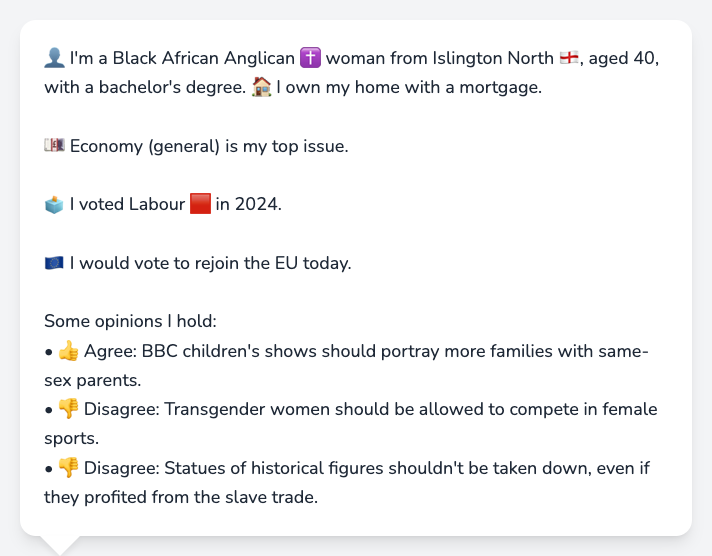 👤 I'm a Black African Anglican ✝️ woman from Islington North 🏴󠁧󠁢󠁥󠁮󠁧󠁿, aged 40,
with a bachelor's degree. 🏠 I own my home with a mortgage.
💷 Economy (general) is my top issue.
🗳️ I voted Labour 🟥 in 2024.
🇪🇺 I would vote to rejoin the EU today.
Some opinions I hold:
• 👍 Agree: BBC children's shows should portray more families with same-
sex parents.
• 👎 Disagree: Transgender women should be allowed to compete in female
sports.
• 👎 Disagree: Statues of historical figures shouldn't be taken down, even if
they profited from the slave trade.